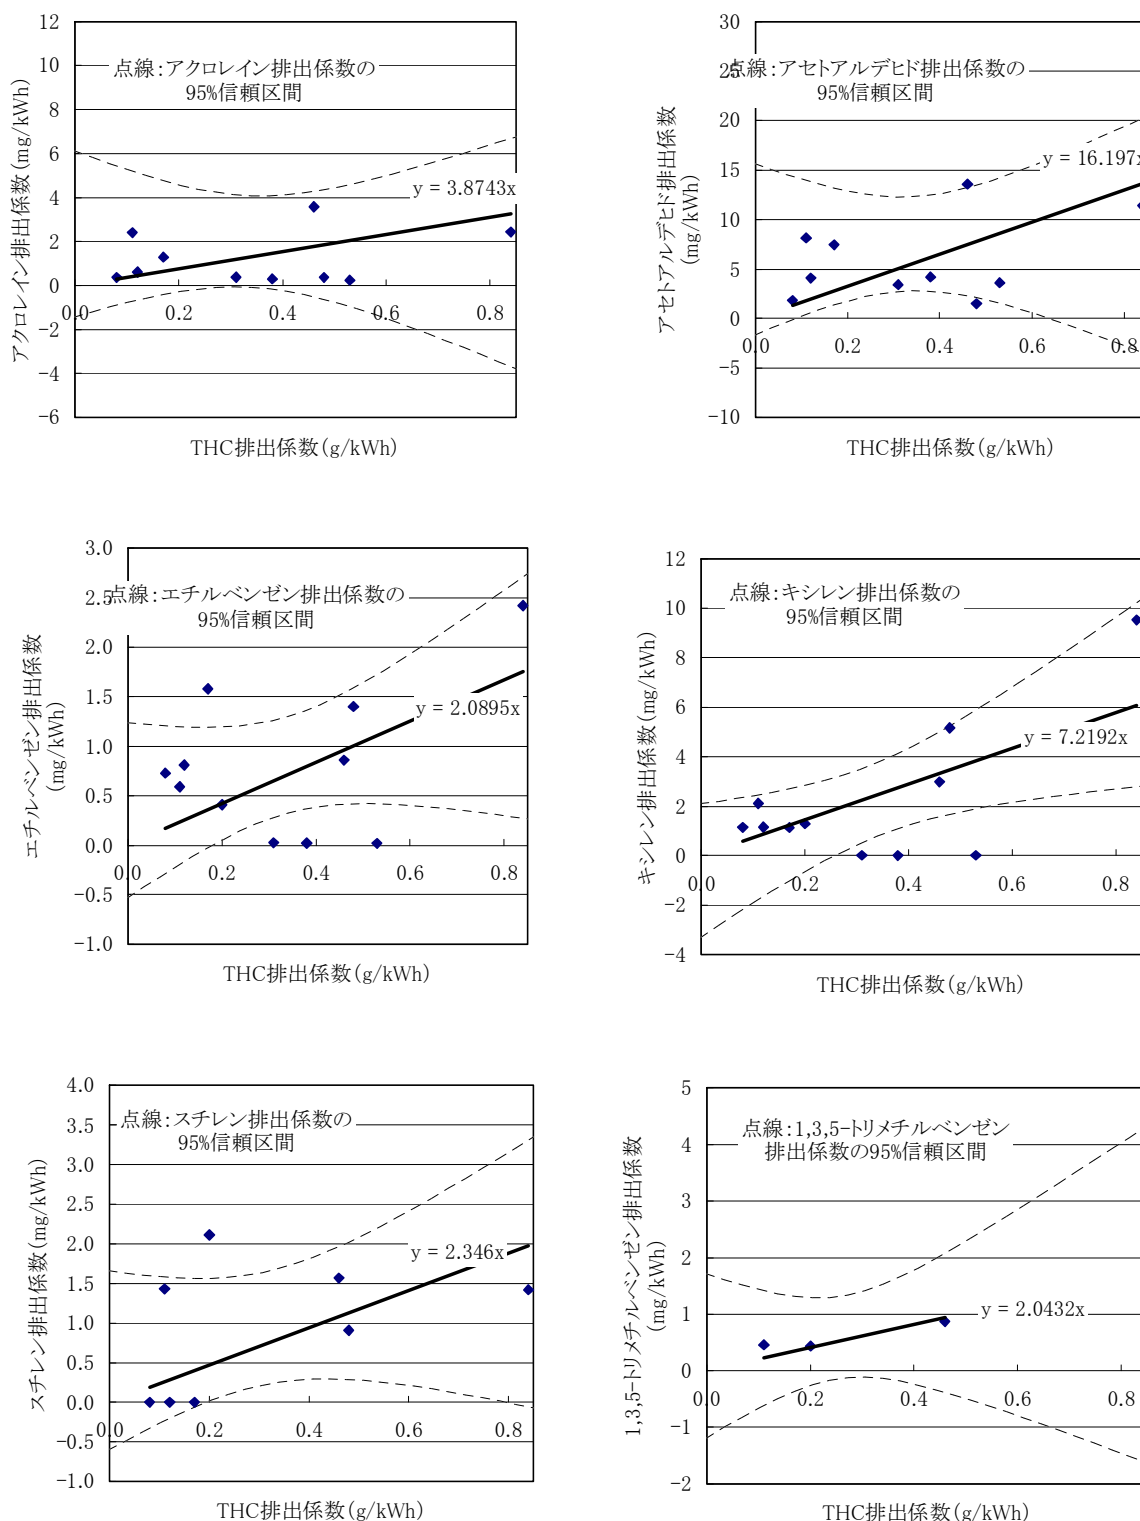 12
10
8
6
4
2
0
-2
-4
-6
アクロレイン排出係数(mg/kWh)
点線:アクロレイン排出係数の
95%信頼区間
y = 3.8743x
0.0
0.2
0.4
0.6
0.8
THC排出係数(g/kWh)
30
25
20
15
10
5
0
-5
-10
アセトアルデヒド排出係数
(mg/kWh)
点線:アセトアルデヒド排出係数の
95%信頼区間
y = 16.197x
0.0
0.2
0.4
0.6
0.8
THC排出係数(g/kWh)
3.0
2.5
2.0
1.5
1.0
0.5
0.0
-0.5
-1.0
エチルベンゼン排出係数
(mg/kWh)
点線:エチルベンゼン排出係数の
95%信頼区間
y = 2.0895x
0.0
0.2
0.4
0.6
0.8
THC排出係数(g/kWh)
12
10
8
6
4
2
0
-2
-4
キシレン排出係数(mg/kWh)
点線:キシレン排出係数の
95%信頼区間
y = 7.2192x
0.0
0.2
0.4
0.6
0.8
THC排出係数(g/kWh)
4.0
3.5
3.0
2.5
2.0
1.5
1.0
0.5
0.0
-0.5
-1.0
スチレン排出係数(mg/kWh)
点線:スチレン排出係数の
95%信頼区間
y = 2.346x
0.0
0.2
0.4
0.6
0.8
THC排出係数(g/kWh)
5
4
3
2
1
0
-1
-2
1,3,5-トリメチルベンゼン排出係数
(mg/kWh)
点線:1,3,5-トリメチルベンゼン
排出係数の95%信頼区間
y = 2.0432x
0.0
0.2
0.4
0.6
0.8
THC排出係数(g/kWh)